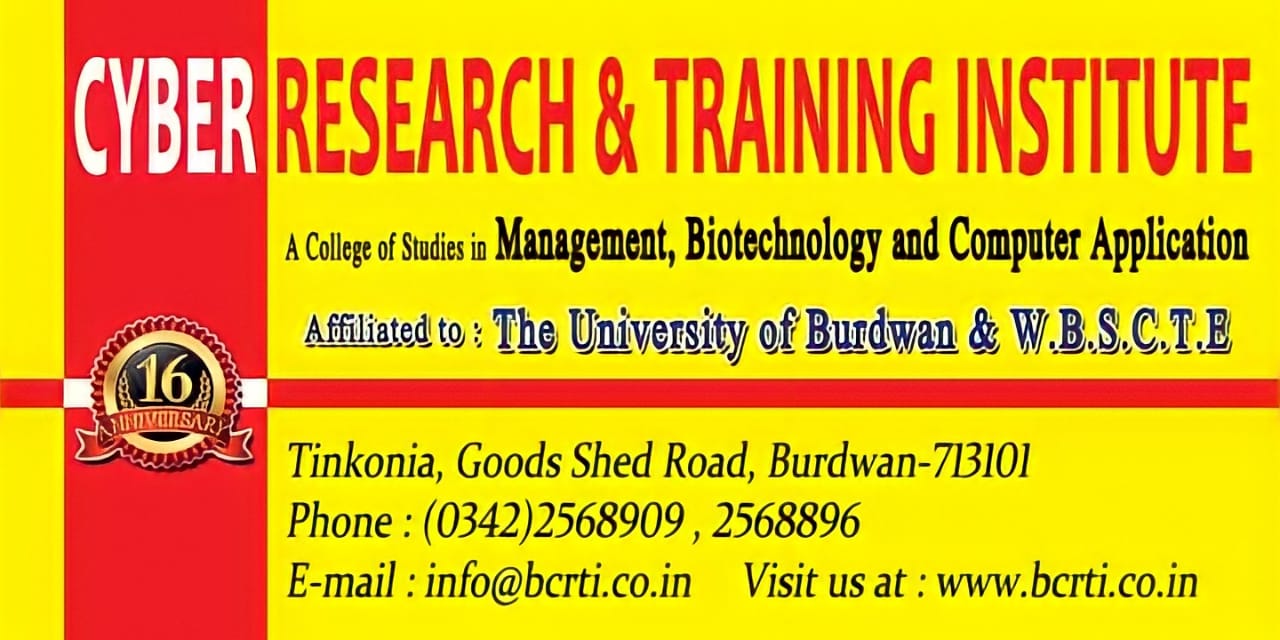 CYBER RESEARCH & TRAINING INSTITUTE
A College of Studies in Management, Biotechnology and Computer Application
Affiliated to : The University of Burdwan & W.B.S.C.T.E
16
ANNIVERSARY
Tinkonia, Goods Shed Road, Burdwan-713101
Phone : (0342)2568909 , 2568896
E-mail : info@bcrti.co.in Visit us at : www.bcrti.co.in